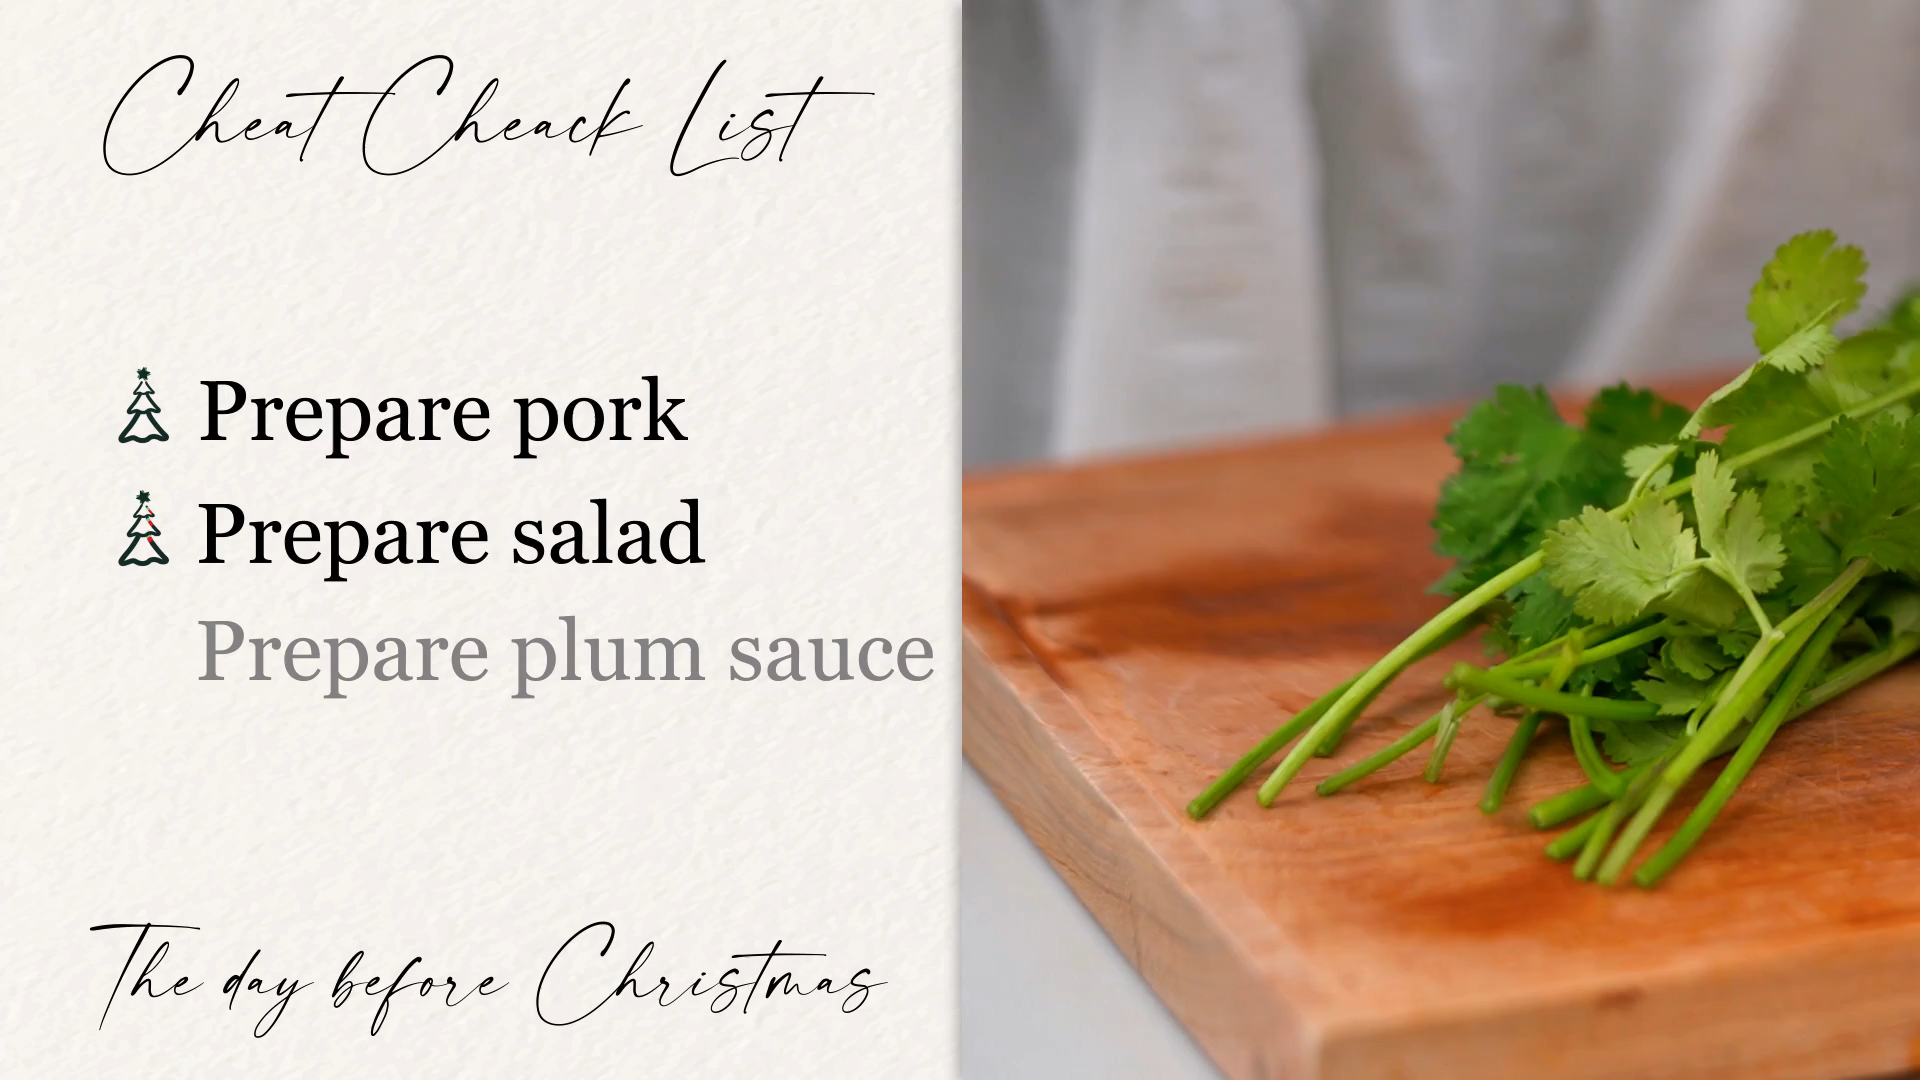 Cheat Cheack List
Prepare pork
Prepare salad
Prepare plum sauce
The day before Christmas